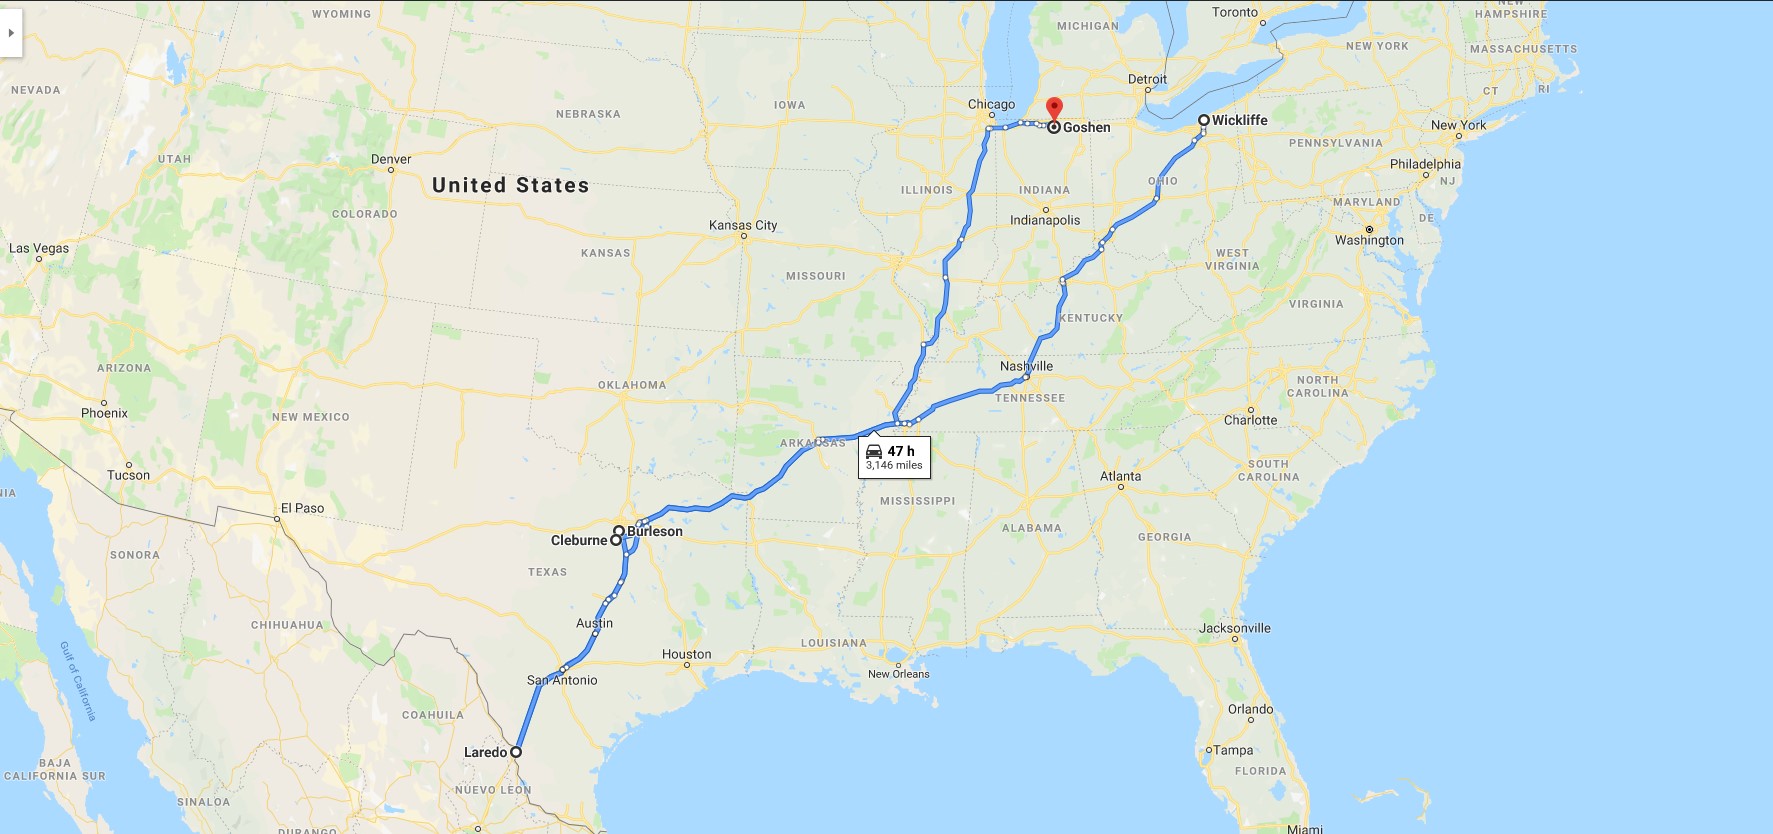 WYOMING
Toronto
NEW
HAMPSHIRE
MICHIGAN
NEW YORK
MASSACHUSETTS
NEVADA
Detroit
CT
RI
NEBRASKA
IOWA
Chicago
Goshen
Wickliffe
New York
PENNSYLVANIA
UTAH
Denver
Philadelphia
United States
ILLINOIS
INDIANA
OHIO
NJ
MARYLAND
COLORADO
Kansas City
Indianapolis
DE
Washington
Las Vegas
KANSAS
MISSOURI
WEST
VIRGINIA
VIRGINIA
KENTUCKY
ARIZONA
OKLAHOMA
Nashville
NORTH
CAROLINA
Phoenix
NEW MEXICO
TENNESSEE
Charlotte
ARKANSAS
47 h
3,146 miles
Tucson
SOUTH
CAROLINA
Atlanta
NIA
El Paso
MISSISSIPPI
Burleson
Cleburne
ALABAMA
GEORGIA
SONORA
TEXAS
CHIHUAHUA
Austin
Jacksonville
LOUISIANA
Houston
New Orleans
Gulf of California
San Antonio
COAHUILA
Orlando
Laredo
Tampa
BAJA
CALIFORNIA SUR
FLORIDA
NUEVO LEON
SINALOA
DURANGO
Miami